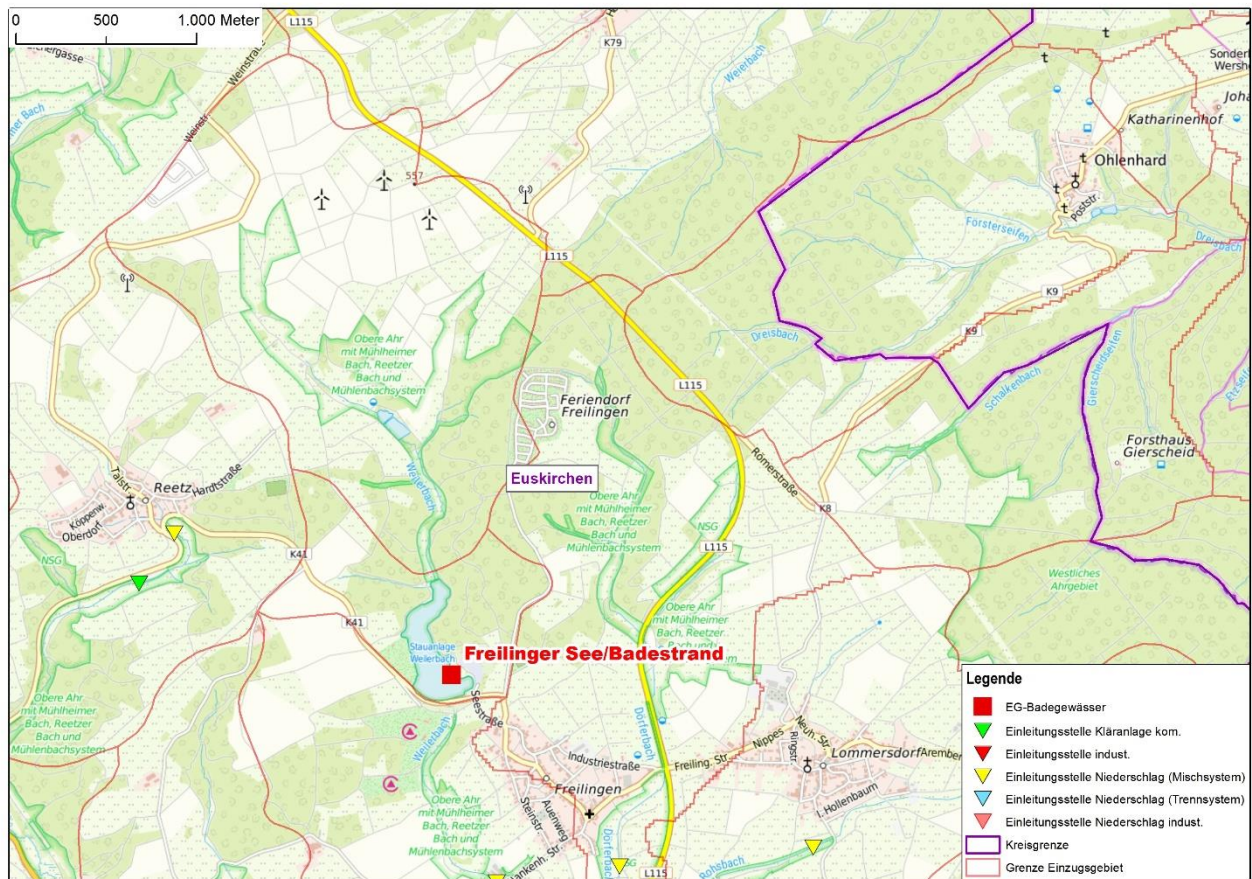 0 500 1.000 Meter
L115
K79
Weinstraße
Weinstr.
Weierbach
Katharinenhof
Ohlenhard
Poststr.
Försterseifen
Dreisbach
557
L115
K9
K9
Dreisbach
Schalkenbach
Gierscheidseifen
Obere Ahr
mit Mühlheimer
Bach, Reetzer
Bach und
Mühlenbachsystem
L115
Feriendorf
Freilingen
Forsthaus
Gierscheid
Römerstraße
Euskirchen
Weilerbach
Talstr.
Reetz
Hardtstraße
Köppenw.
Oberdorf
K8
Obere Ahr
mit Mühlheimer
Bach, Reetzer
Bach und
Mühlenbachsystem
NSG
L115
NSG
K41
Westliches
Ahrgebiet
K41
Obere Ahr
mit Mühlheimer
Bach, Reetzer
Bach und
Mühlenbachsystem
Stauanlage
Weilerbach
Freilinger See/Badestrand
Obere Ahr
mit Mühlheimer
Bach, Reetzer
Bach und
Mühlenbachsystem
Seestraße
Weilerbach
Dörferbach
Industriestraße
Freiling. Str.
Nippes
Neuh. Str.
Ringstr.
Lommersdorf
I. Hollenbaum
Freilingen
Auenweg
Steinstr.
Obere Ahr
mit Mühlheimer
Bach, Reetzer
Bach und
Mühlenbachsystem
Dörferbach
L115
Rohsbach
Legende
EG-Badegewässer
Einleitungsstelle Kläranlage kom.
Einleitungsstelle indust.
Einleitungsstelle Niederschlag (Mischsystem)
Einleitungsstelle Niederschlag (Trennsystem)
Einleitungsstelle Niederschlag indust.
Kreisgrenze
Grenze Einzugsgebiet